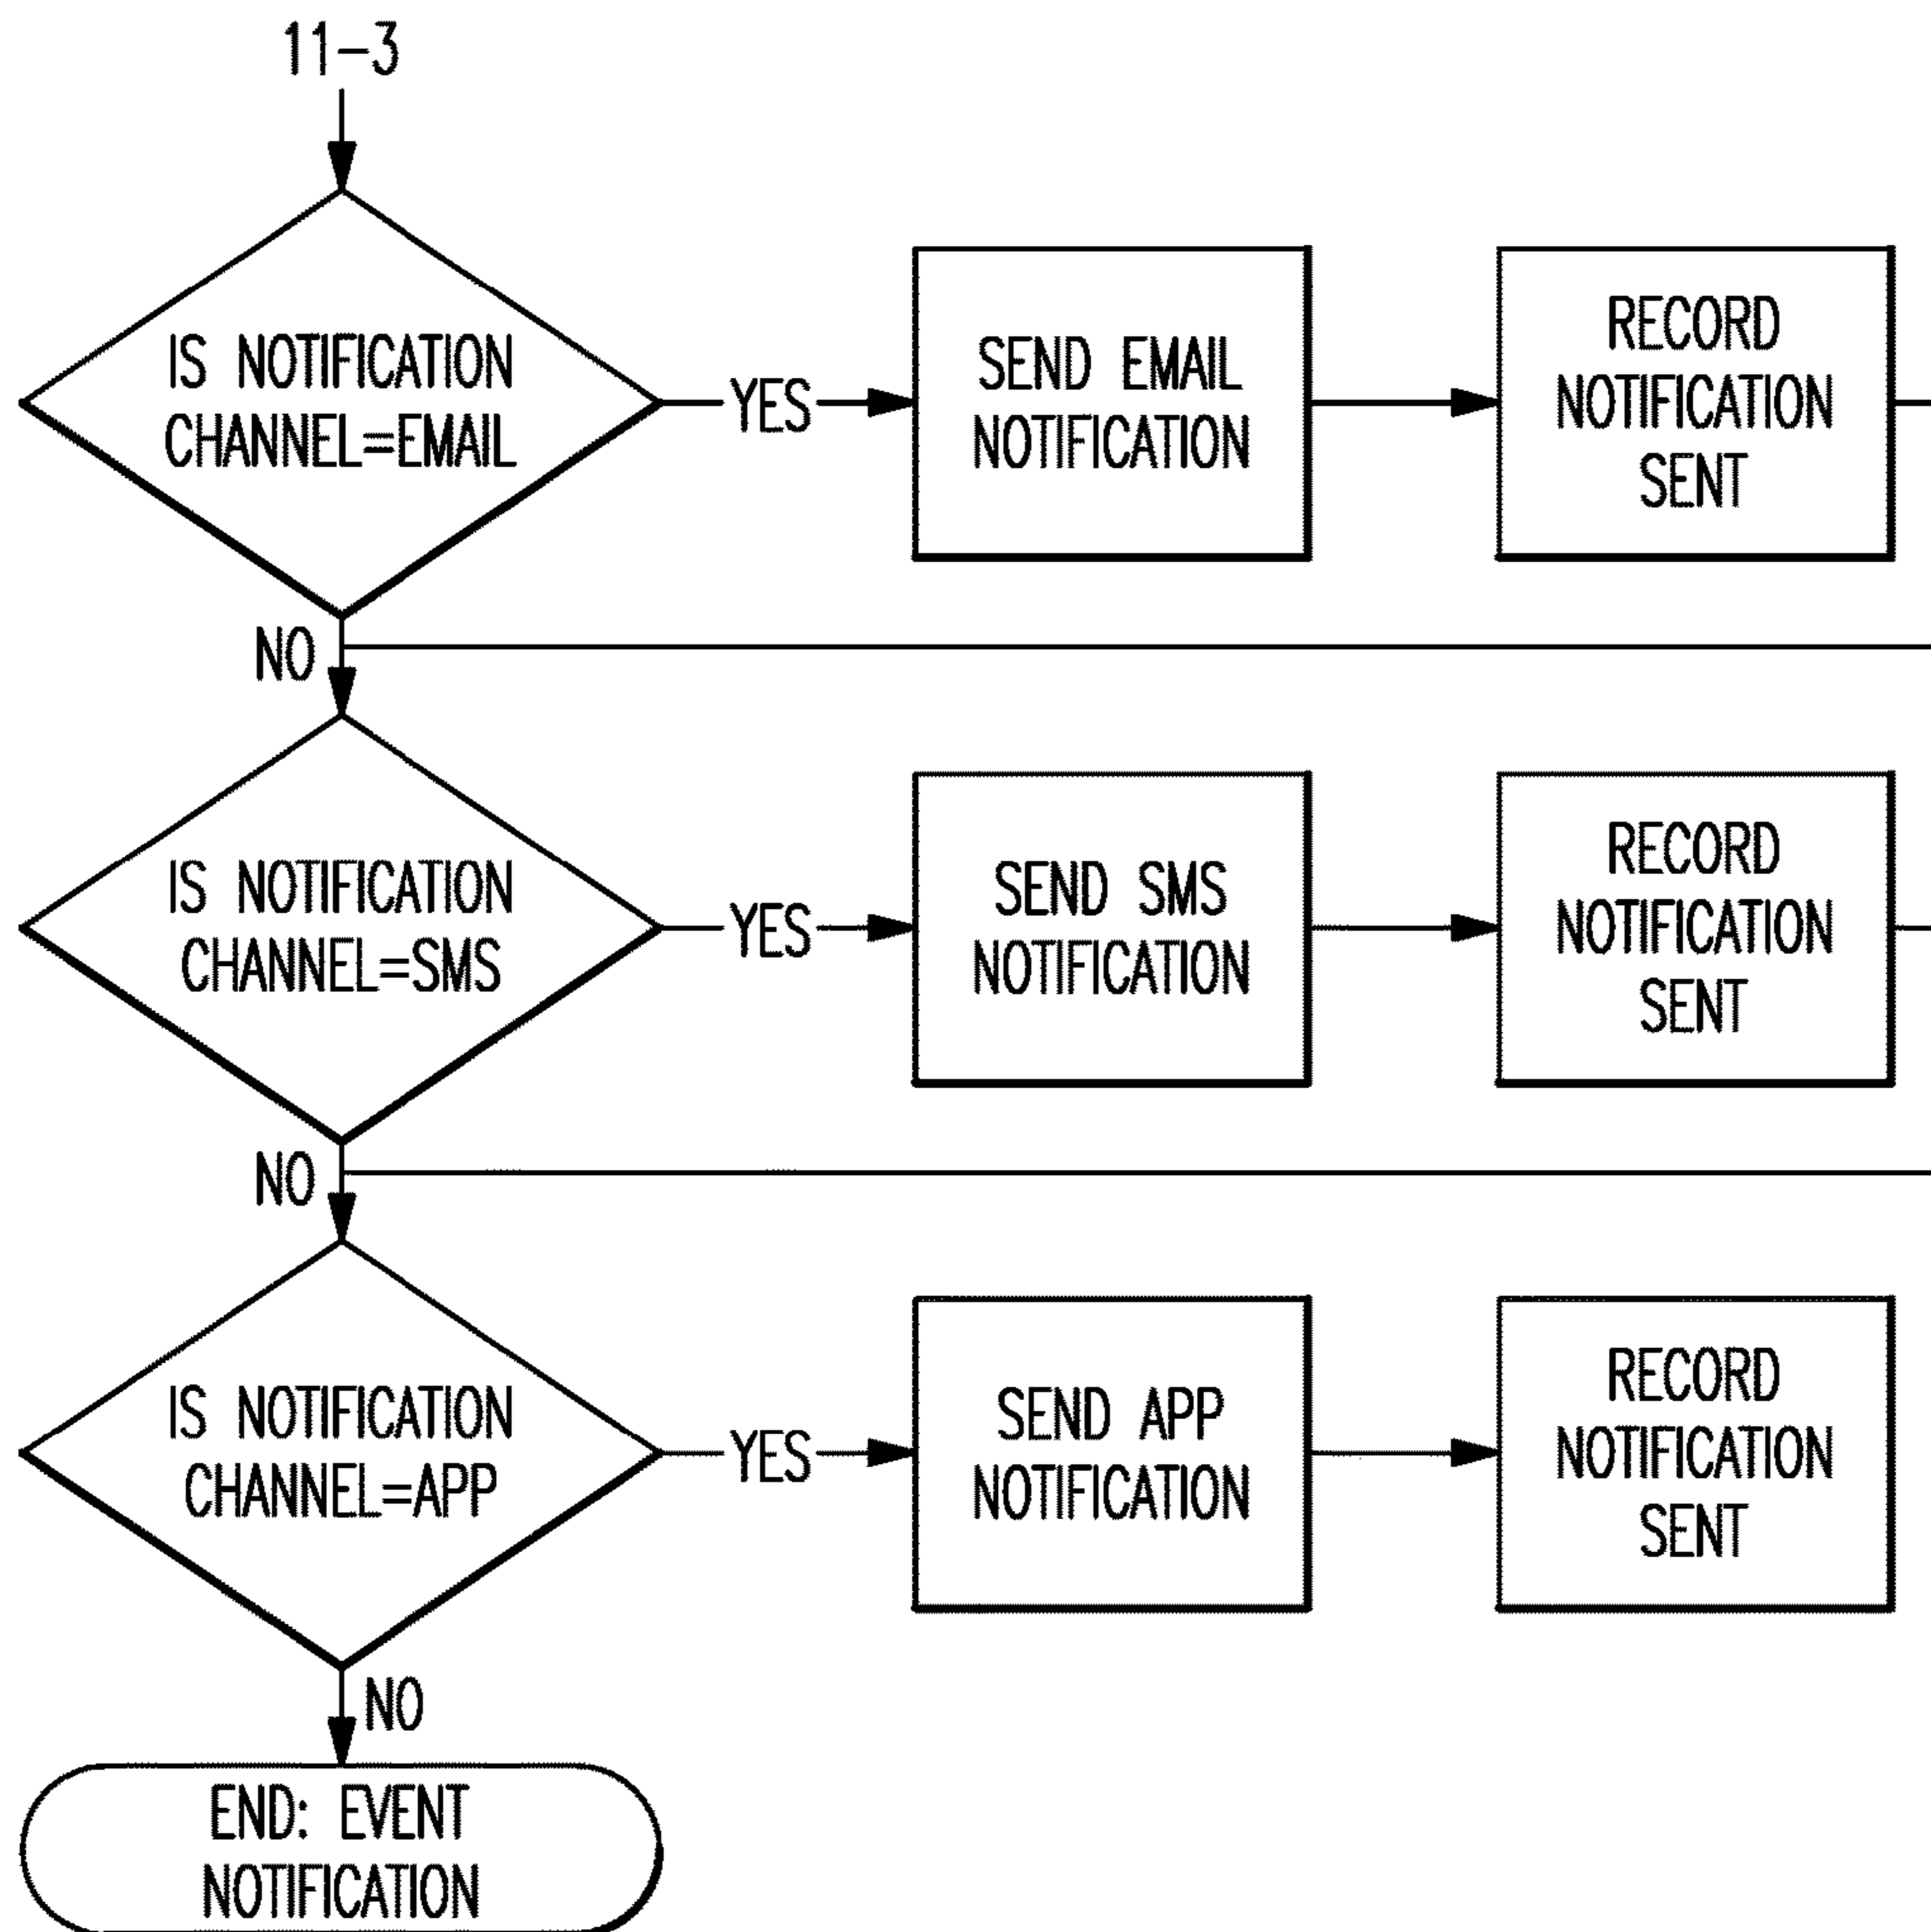 11-3
IS NOTIFICATION
CHANNEL=EMAIL
YES
SEND EMAIL
NOTIFICATION
RECORD
NOTIFICATION
SENT
NO
IS NOTIFICATION
CHANNEL=SMS
YES
SEND SMS
NOTIFICATION
RECORD
NOTIFICATION
SENT
NO
IS NOTIFICATION
CHANNEL=APP
YES
SEND APP
NOTIFICATION
RECORD
NOTIFICATION
SENT
NO
END: EVENT
NOTIFICATION